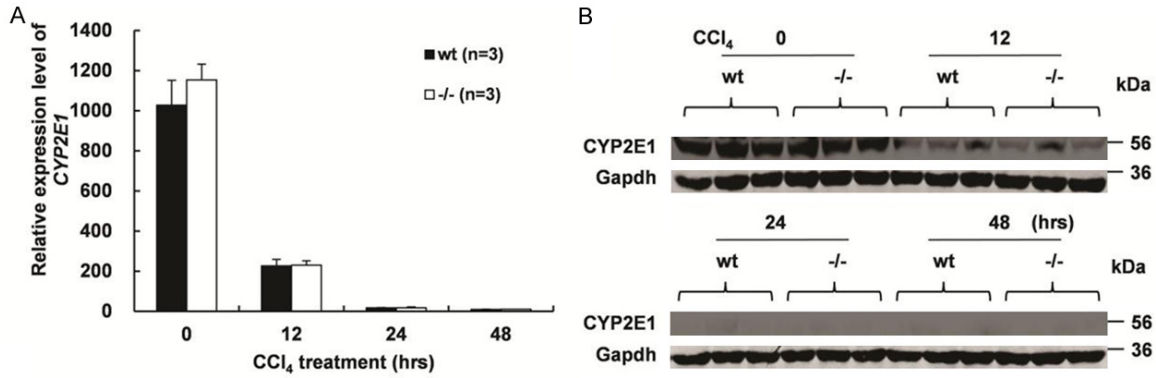 A
Relative expression level of
CYP2E1
1400
1200
1000
800
600
400
200
0
wt (n=3)
-/- (n=3)
0 12 24 48
CCl₄ treatment (hrs)
B
CCl₄ 0 12
wt -/- wt -/-
kDa
CYP2E1 56
Gapdh 36
24 48 (hrs)
wt -/- wt -/-
kDa
CYP2E1 56
Gapdh 36